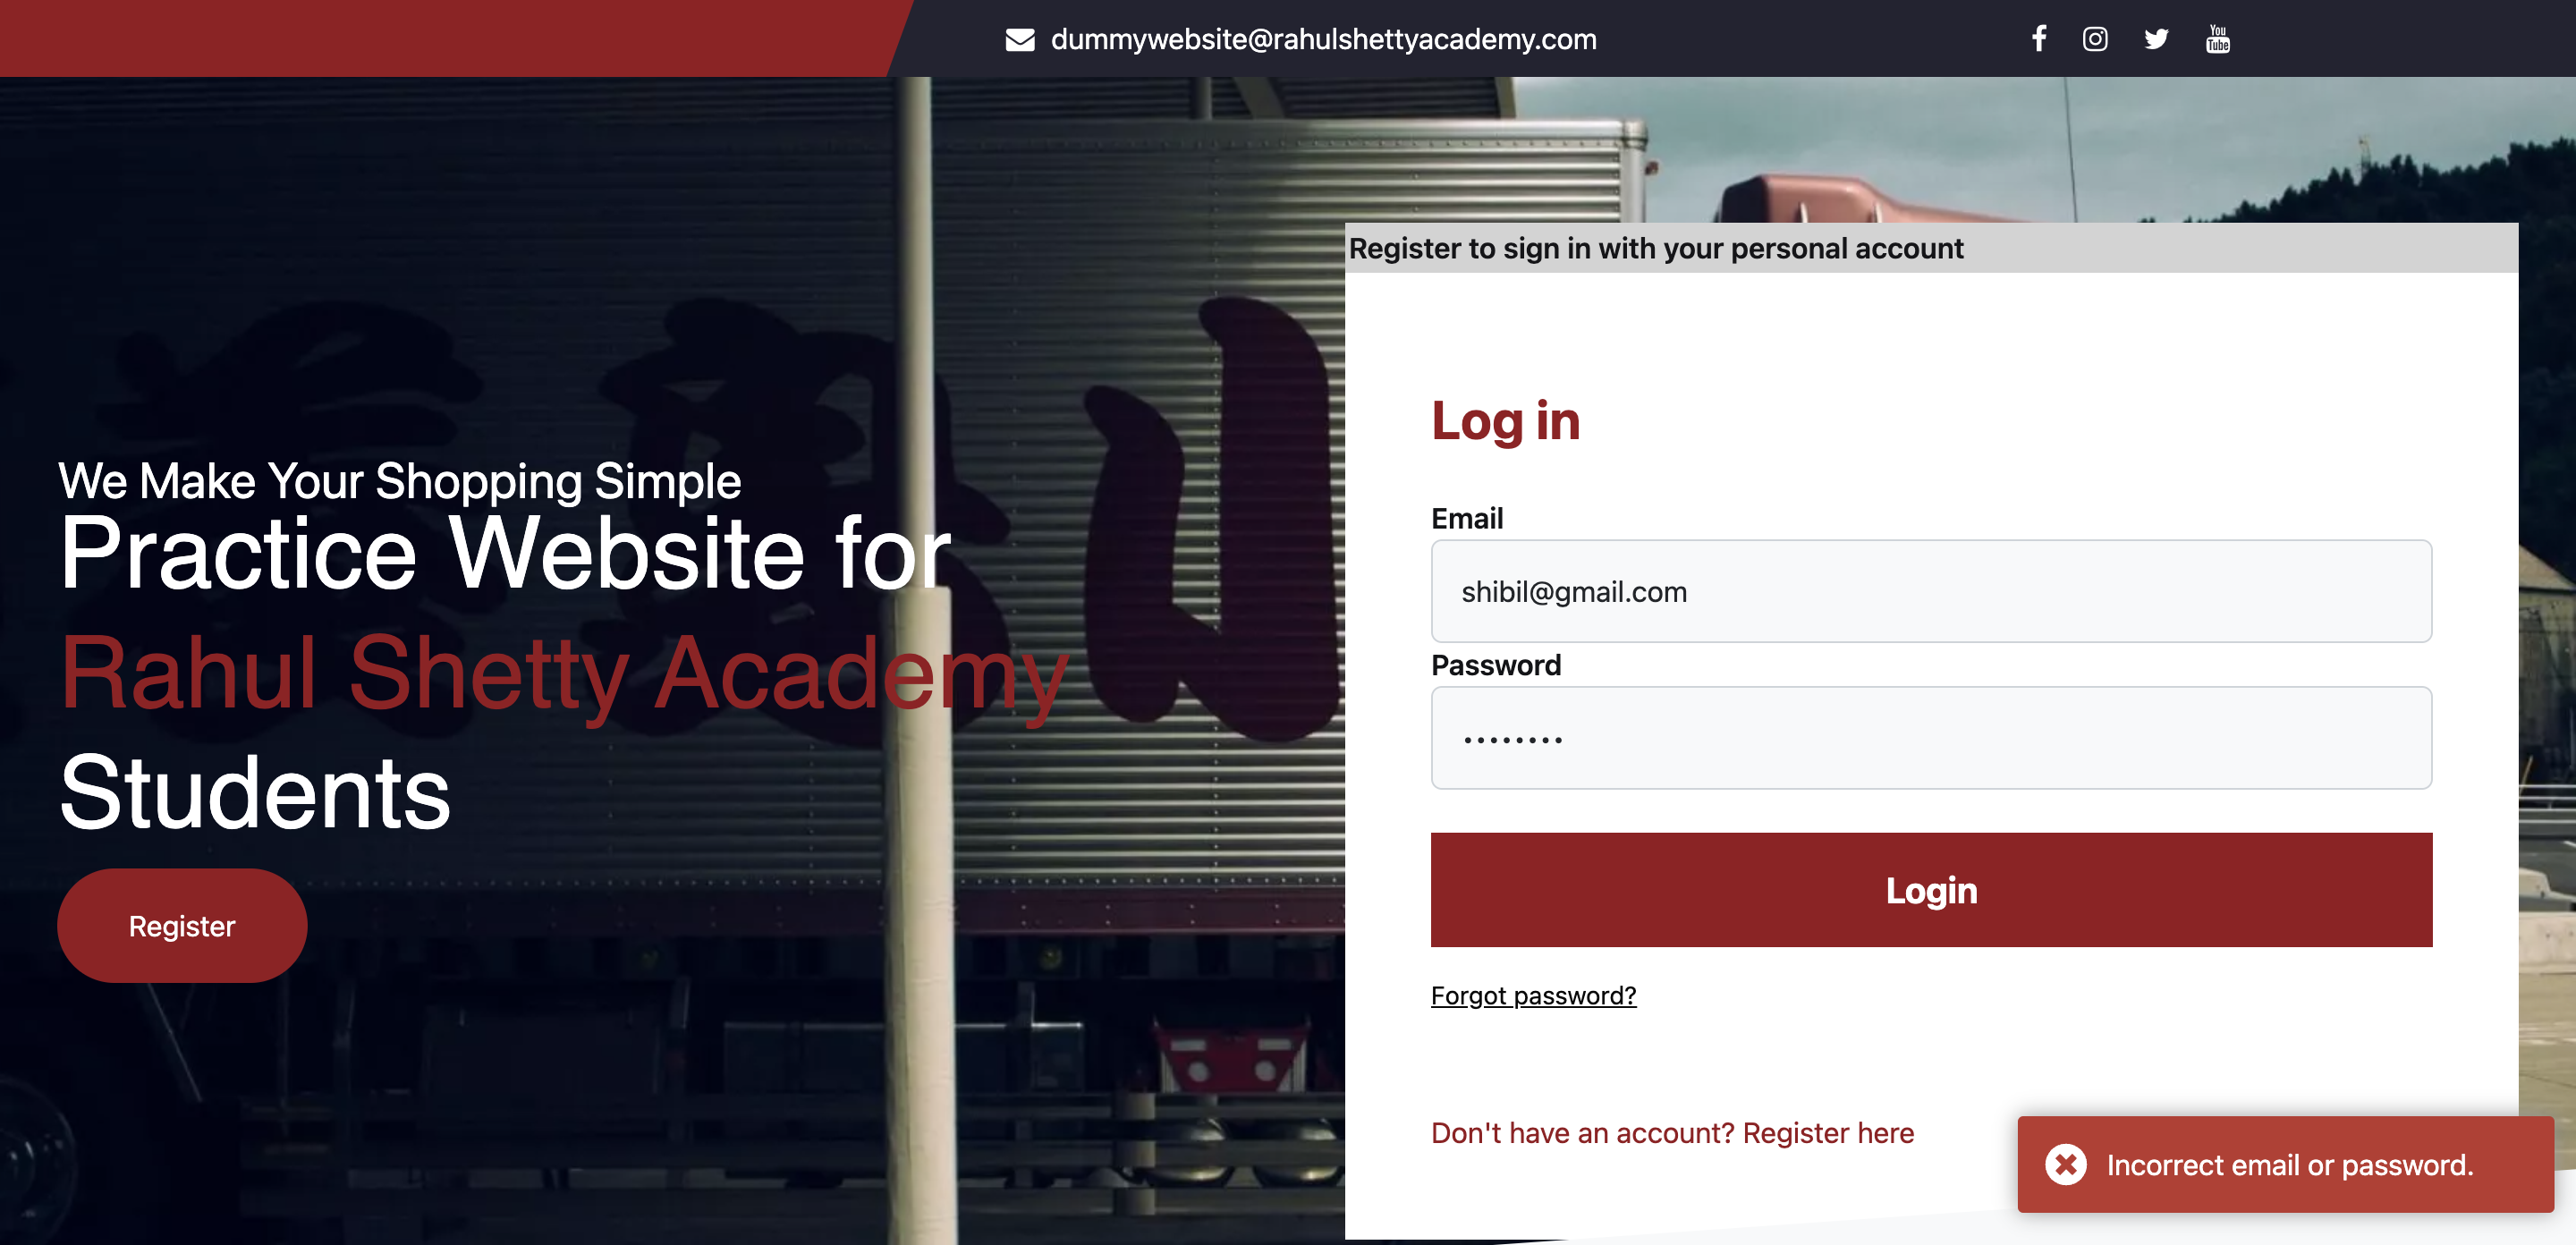 dummywebsite@rahulshettyacademy.com
You
Tube
Register to sign in with your personal account
We Make Your Shopping Simple
Practice Website for
Rahul Shetty Academy
Students
Register
Log in
Email
shibil@gmail.com
Password
Login
Forgot password?
Don't have an account? Register here
Incorrect email or password.